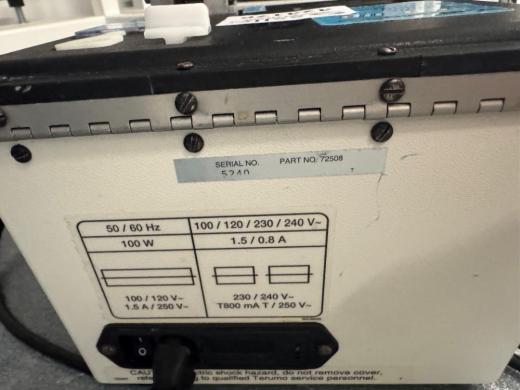 SERIAL NO. PART NO. 72508
5240
50 / 60 Hz 100 / 120 / 230 / 240 V~
100 W 1.5 / 0.8 A
100 / 120 V~ 230 / 240 V~
1.5 A / 250 V~ T800 mA T / 250 V~
electric shock hazard, do not remove cover,
to qualified Terumo service personnel.